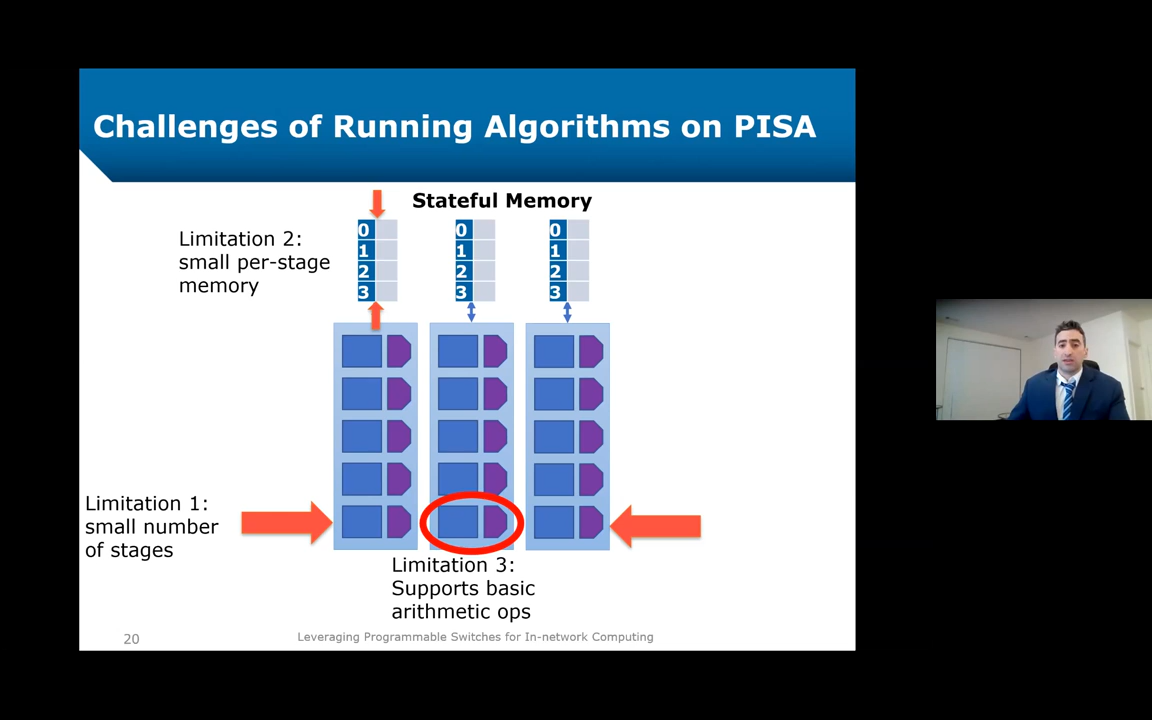 Challenges of Running Algorithms on PISA
Stateful Memory
Limitation 2:
small per-stage
memory
0
1
2
3
0
1
2
3
0
1
2
3
Limitation 1:
small number
of stages
Limitation 3:
Supports basic
arithmetic ops
20
Leveraging Programmable Switches for In-network Computing